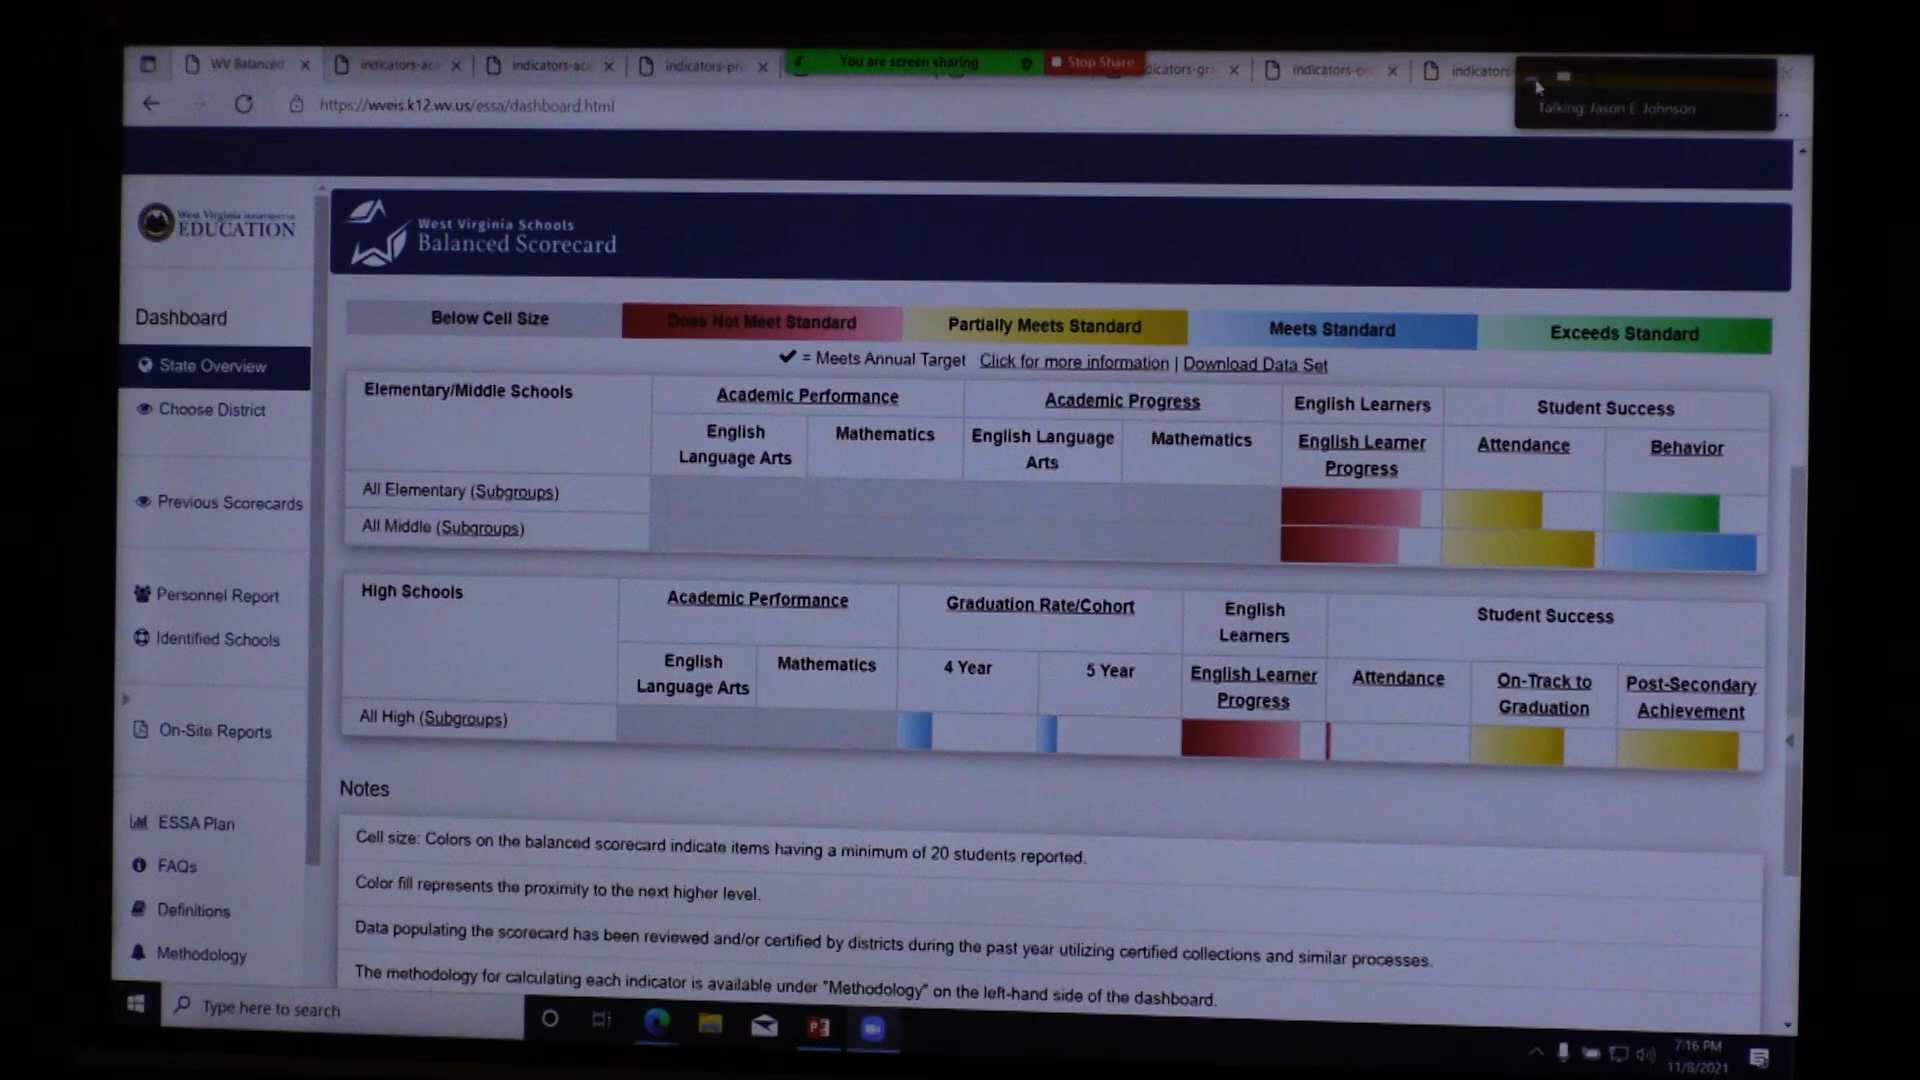 WV Balanced
indicators-ac
indicators-ac
indicators-pr
You are screen sharing
Stop Share
dicators-gr
indicators-o
indicators
Talking: Jason E. Johnson
https://wveis.k12.wv.us/essa/dashboard.html
West Virginia DEPARTMENT OF
EDUCATION
West Virginia Schools
Balanced Scorecard
Dashboard
State Overview
Choose District
Previous Scorecards
Personnel Report
Identified Schools
On-Site Reports
ESSA Plan
FAQs
Definitions
Methodology
Below Cell Size
Does Not Meet Standard
Partially Meets Standard
Meets Standard
Exceeds Standard
✔ = Meets Annual Target Click for more information | Download Data Set
Elementary/Middle Schools
Academic Performance
Academic Progress
English Learners
Student Success
English
Language Arts
Mathematics
English Language
Arts
Mathematics
English Learner
Progress
Attendance
Behavior
All Elementary (Subgroups)
All Middle (Subgroups)
High Schools
Academic Performance
Graduation Rate/Cohort
English
Learners
Student Success
English
Language Arts
Mathematics
4 Year
5 Year
English Learner
Progress
Attendance
On-Track to
Graduation
Post-Secondary
Achievement
All High (Subgroups)
Notes
Cell size: Colors on the balanced scorecard indicate items having a minimum of 20 students reported.
Color fill represents the proximity to the next higher level.
Data populating the scorecard has been reviewed and/or certified by districts during the past year utilizing certified collections and similar processes.
The methodology for calculating each indicator is available under "Methodology" on the left-hand side of the dashboard.
Type here to search
7:16 PM
11/8/2021